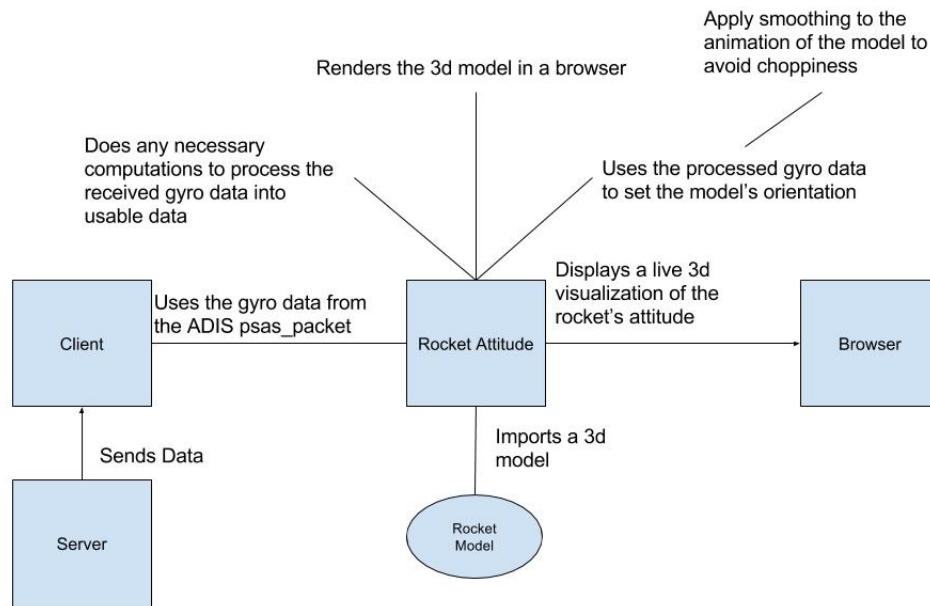 Apply smoothing to the
animation of the model to
avoid choppiness
Renders the 3d model in a browser
Does any necessary
computations to process the
received gyro data into
usable data
Uses the processed gyro data
to set the model's orientation
Displays a live 3d
visualization of the
rocket's attitude
Uses the gyro data from
the ADIS psas_packet
Client
Rocket Attitude
Browser
Sends Data
Imports a 3d
model
Server
Rocket
Model